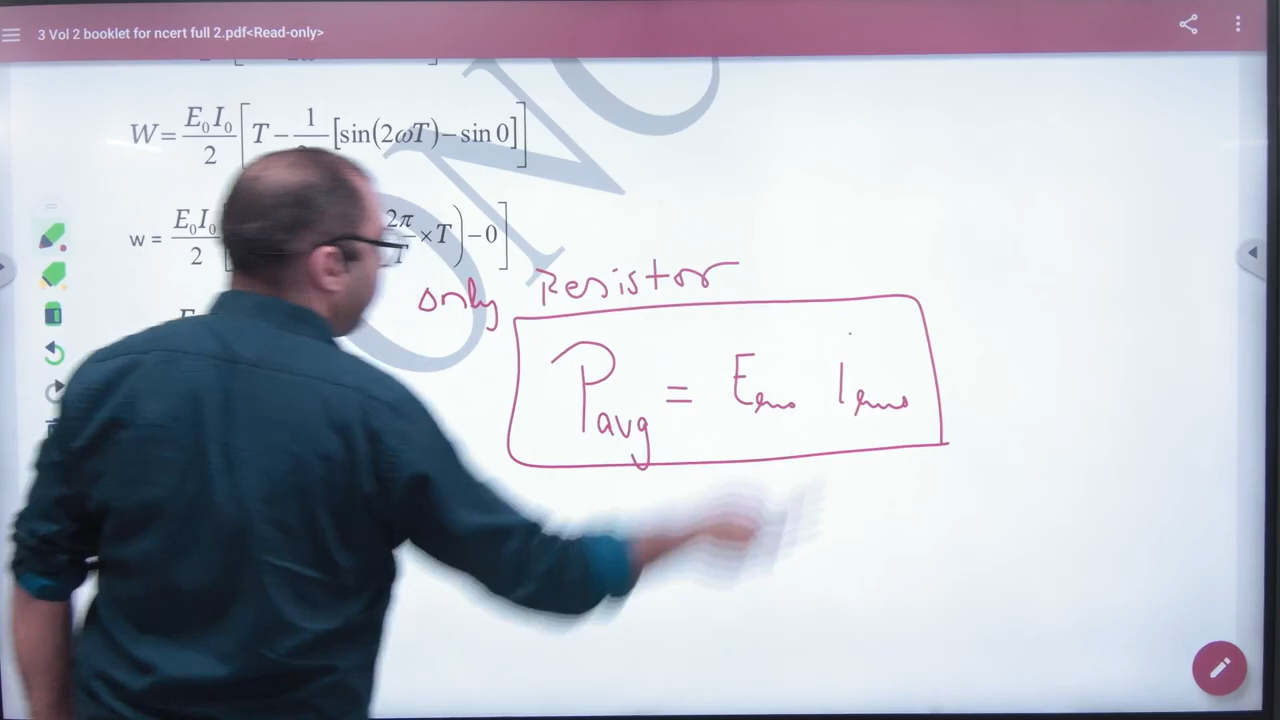 3 Vol 2 booklet for ncert full 2.pdf<Read-only>
W = E₀I₀/2 [T − 1/ [sin(2ωT) − sin 0]]
w = E₀I₀/2 [ 2π/T × T) − 0]
only Resistor
P_avg = E_rms I_rms